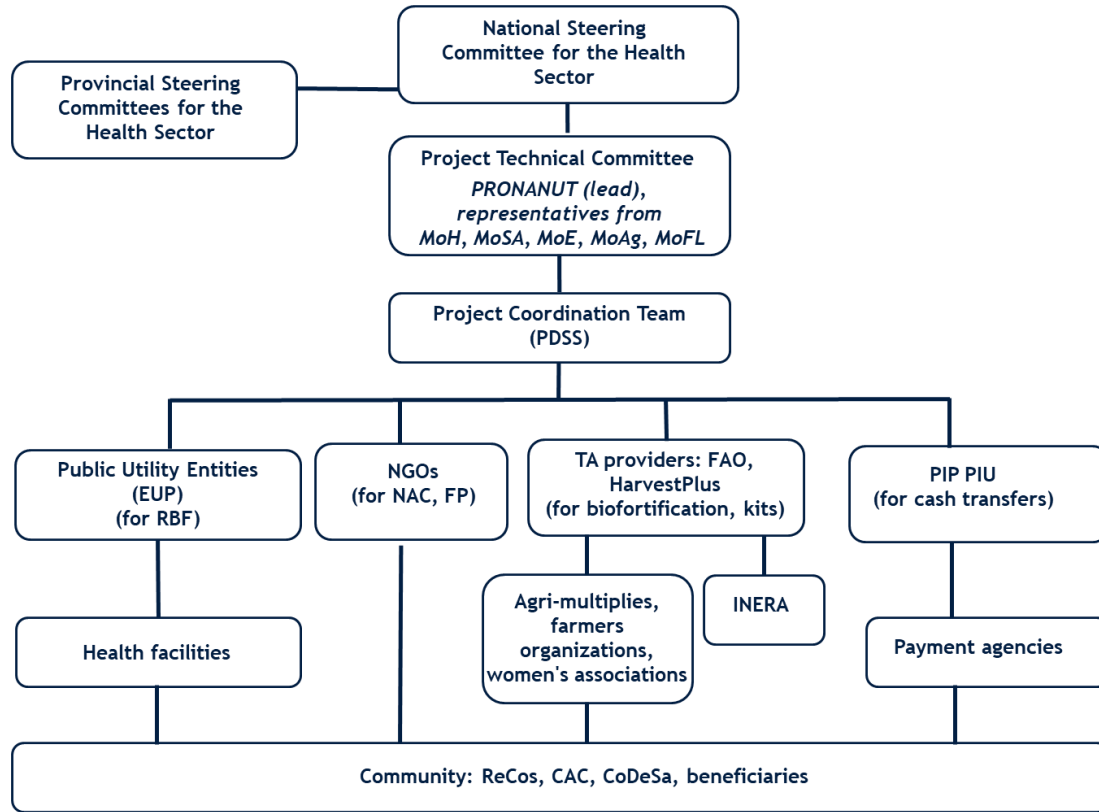 National Steering
Committee for the Health
Sector
Provincial Steering
Committees for the
Health Sector
Project Technical Committee
PRONANUT (lead),
representatives from
MoH, MoSA, MoE, MoAg, MoFL
Project Coordination Team
(PDSS)
Public Utility Entities
(EUP)
(for RBF)
NGOs
(for NAC, FP)
TA providers: FAO,
HarvestPlus
(for biofortification, kits)
PIP PIU
(for cash transfers)
Health facilities
Agri-multiplies,
farmers
organizations,
women's associations
INERA
Payment agencies
Community: ReCos, CAC, CoDeSa, beneficiaries